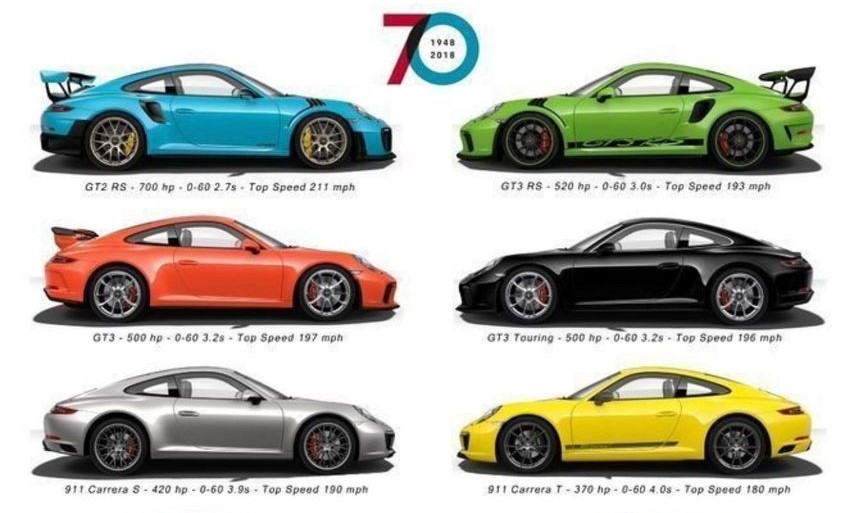 70
1948
2018
GT2 RS - 700 hp - 0-60 2.7s - Top Speed 211 mph
GT3 RS
GT3 RS - 520 hp - 0-60 3.0s - Top Speed 193 mph
GT3 - 500 hp - 0-60 3.2s - Top Speed 197 mph
GT3 Touring - 500 hp - 0-60 3.2s - Top Speed 196 mph
911 Carrera S - 420 hp - 0-60 3.9s - Top Speed 190 mph
911 Carrera T - 370 hp - 0-60 4.0s - Top Speed 180 mph